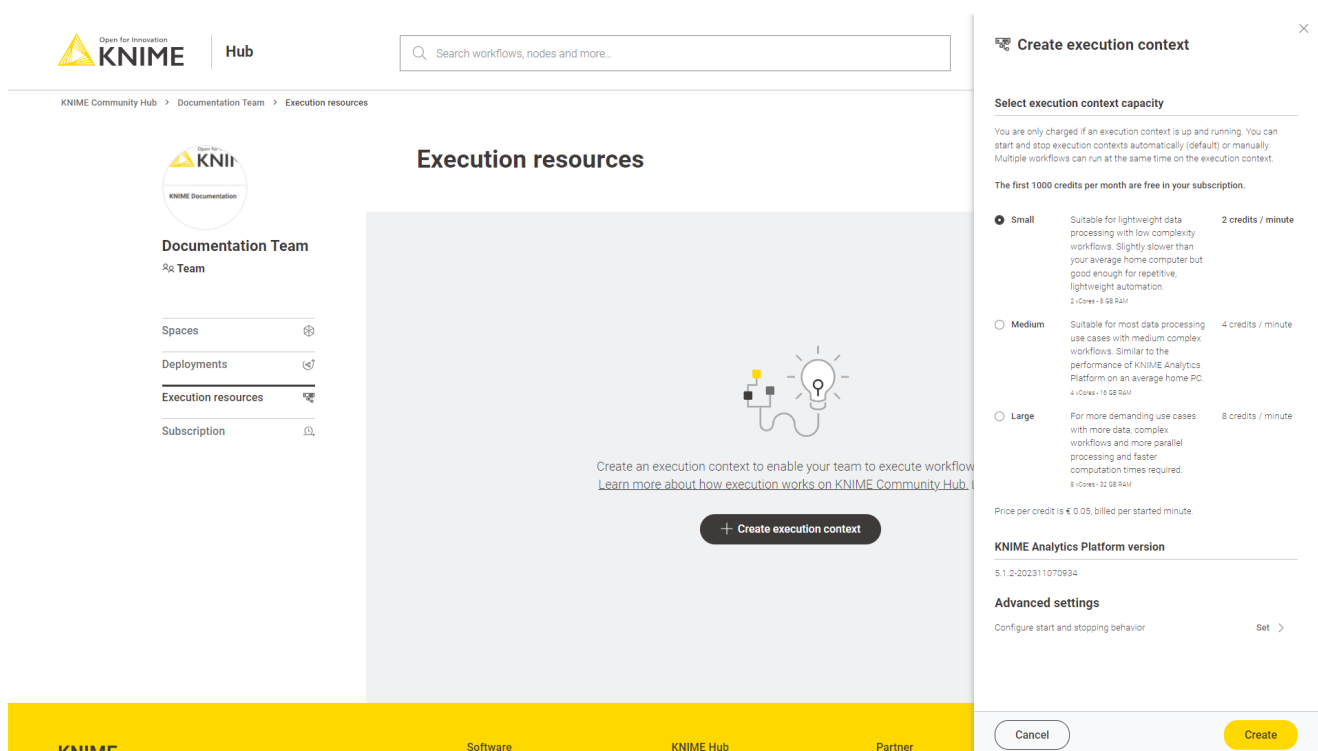 Open for Innovation
KNIME
Hub
Search workflows, nodes and more...
KNIME Community Hub > Documentation Team > Execution resources
Open for
KNIM
KNIME Documentation
Documentation Team
Team
Spaces
Deployments
Execution resources
Subscription
Execution resources
Create an execution context to enable your team to execute workflow
Learn more about how execution works on KNIME Community Hub.
+ Create execution context
Create execution context
Select execution context capacity
You are only charged if an execution context is up and running. You can
start and stop execution contexts automatically (default) or manually.
Multiple workflows can run at the same time on the execution context.
The first 1000 credits per month are free in your subscription.
Small
Suitable for lightweight data
processing with low complexity
workflows. Slightly slower than
your average home computer but
good enough for repetitive,
lightweight automation.
2 vCores - 8 GB RAM
2 credits / minute
Medium
Suitable for most data processing
use cases with medium complex
workflows. Similar to the
performance of KNIME Analytics
Platform on an average home PC.
4 vCores - 16 GB RAM
4 credits / minute
Large
For more demanding use cases
with more data, complex
workflows and more parallel
processing and faster
computation times required.
8 vCores - 32 GB RAM
8 credits / minute
Price per credit is € 0.05, billed per started minute.
KNIME Analytics Platform version
5.1.2-202311070934
Advanced settings
Configure start and stopping behavior
Set >
Cancel
Create
KNIME
Software
KNIME Hub
Partner